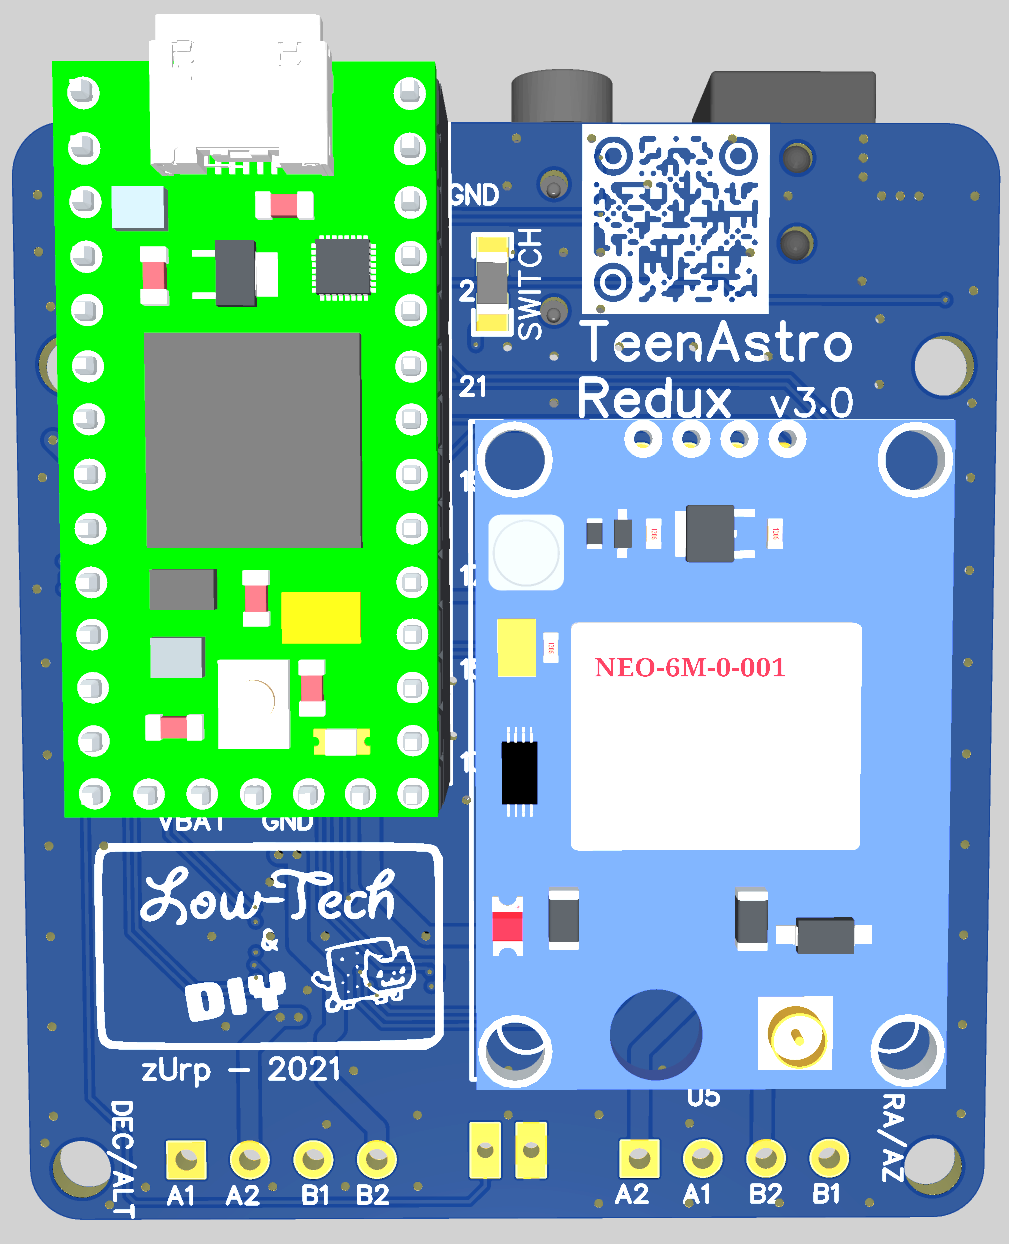 GND
SWITCH
21
TeenAstro
Redux v3.0
NEO-6M-0-001
VBAT GND
Low-Tech
&
DIY
zUrp - 2021
U5
DEC/ALT
RA/AZ
A1 A2 B1 B2
A2 A1 B2 B1